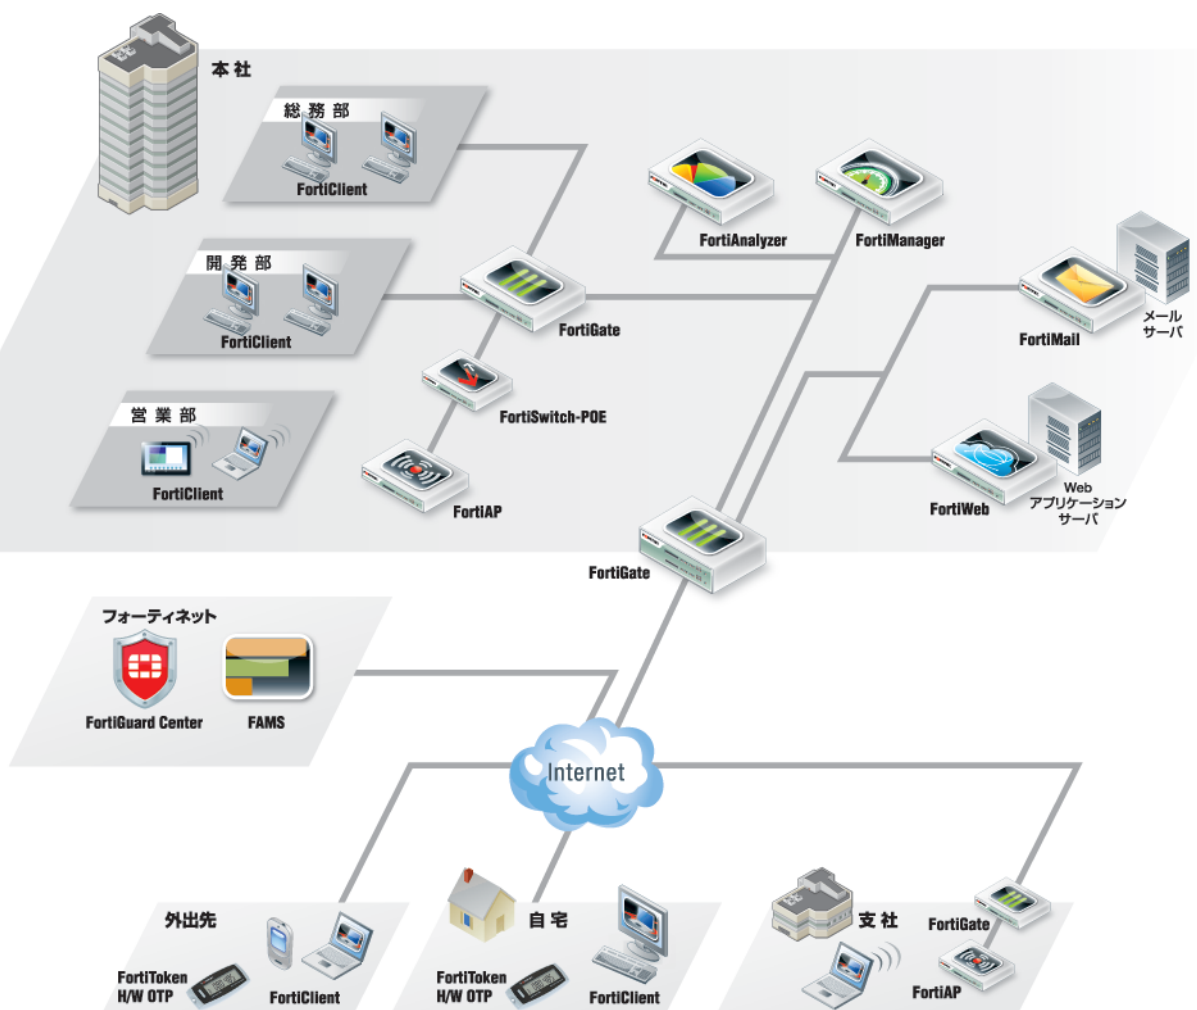 本社
総務部
FortiClient
開発部
FortiClient
営業部
FortiClient
FortiGate
FortiSwitch-POE
FortiAP
FortiAnalyzer
FortiManager
FortiMail
メール
サーバ
FortiWeb
Web
アプリケーション
サーバ
FortiGate
フォーティネット
FortiGuard Center
FAMS
Internet
外出先
FortiToken
H/W OTP
FortiClient
自宅
FortiToken
H/W OTP
FortiClient
支社
FortiGate
FortiAP